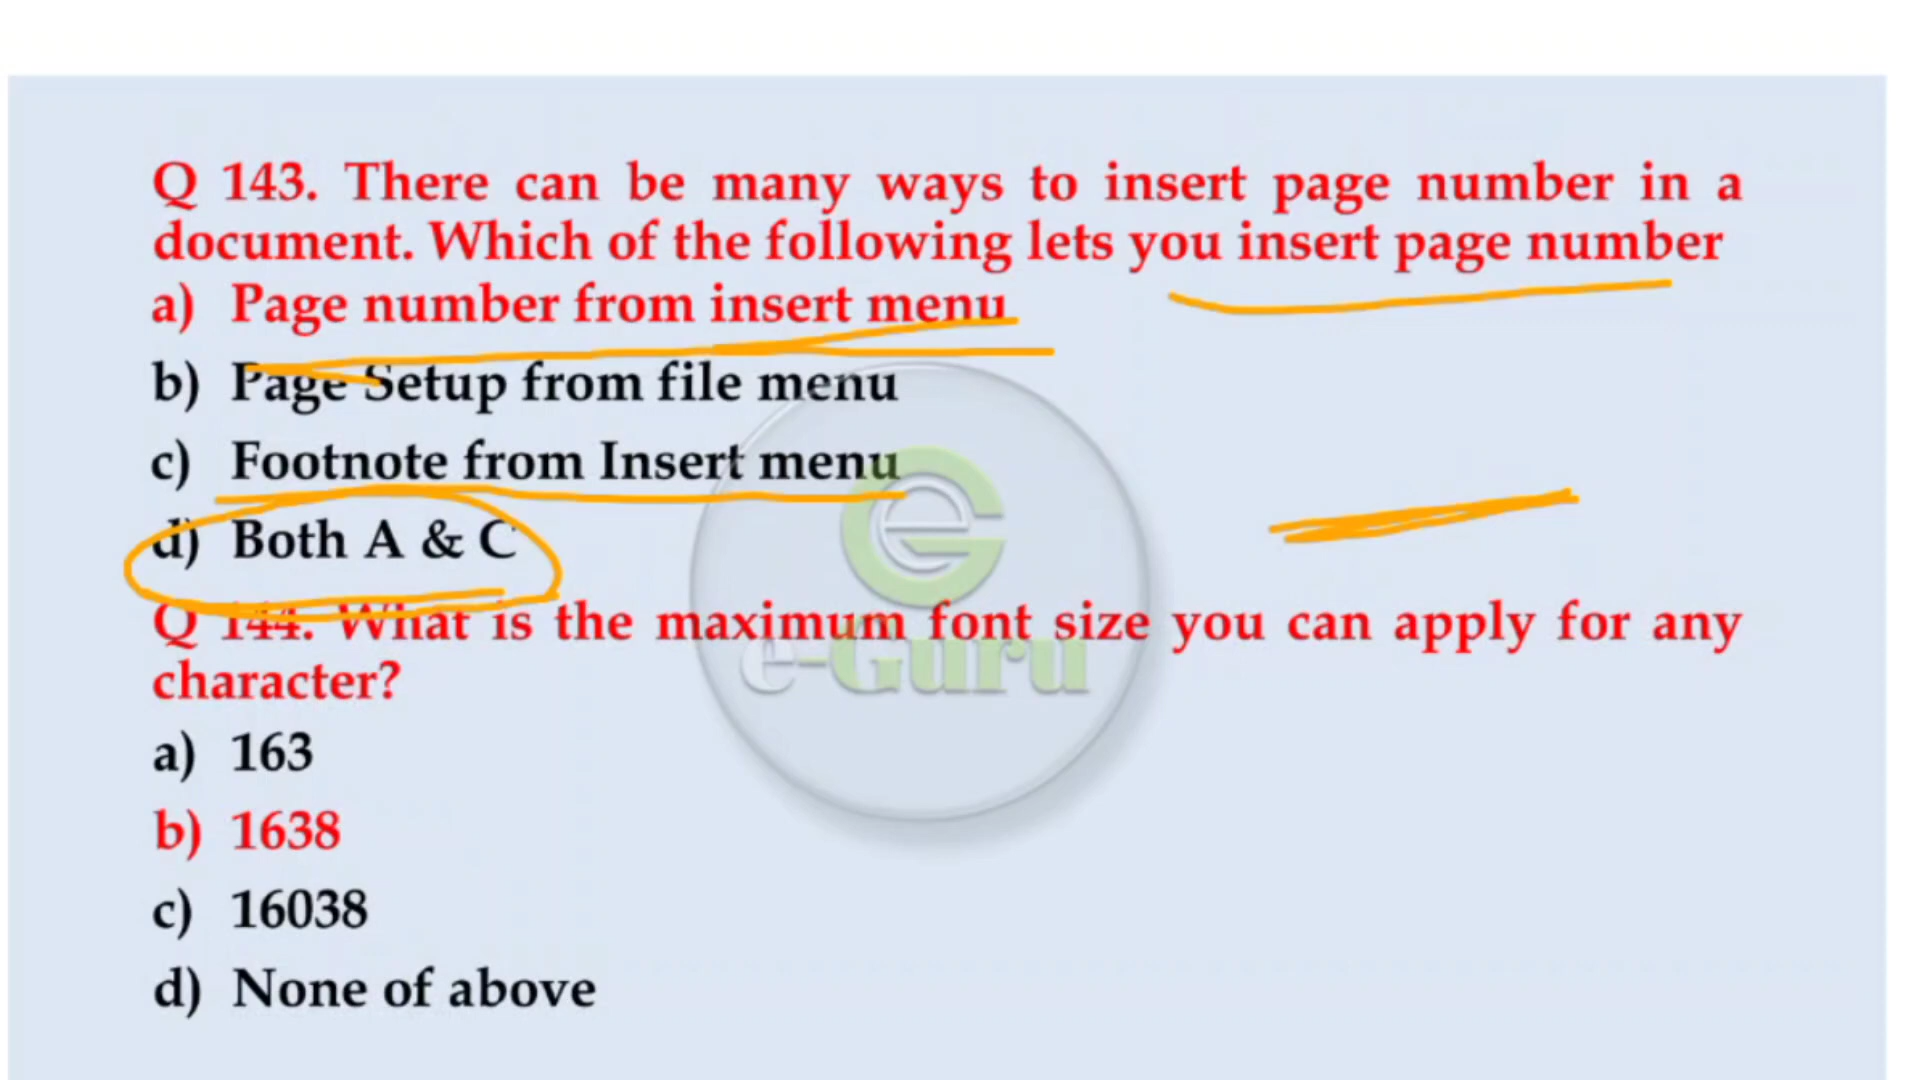 Q 143. There can be many ways to insert page number in a
document. Which of the following lets you insert page number
a) Page number from insert menu
b) Page Setup from file menu
c) Footnote from Insert menu
d) Both A & C
Q 144. What is the maximum font size you can apply for any
character?
e-Guru
a) 163
b) 1638
c) 16038
d) None of above